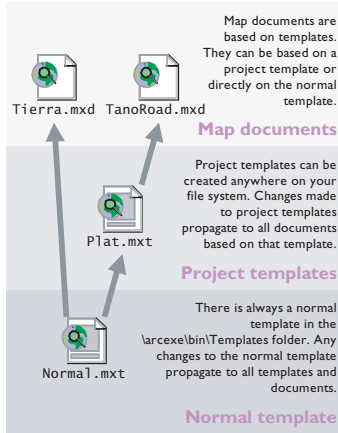 Map documents are
based on templates.
They can be based on a
project template or
directly on the normal
template.
Tierra.mxd TanoRoad.mxd
Map documents
Project templates can be
created anywhere on your
file system. Changes made
to project templates
propagate to all documents
based on that template.
Plat.mxt
Project templates
There is always a normal
template in the
\arcexe\bin\Templates folder. Any
changes to the normal template
propagate to all templates and
documents.
Normal.mxt
Normal template